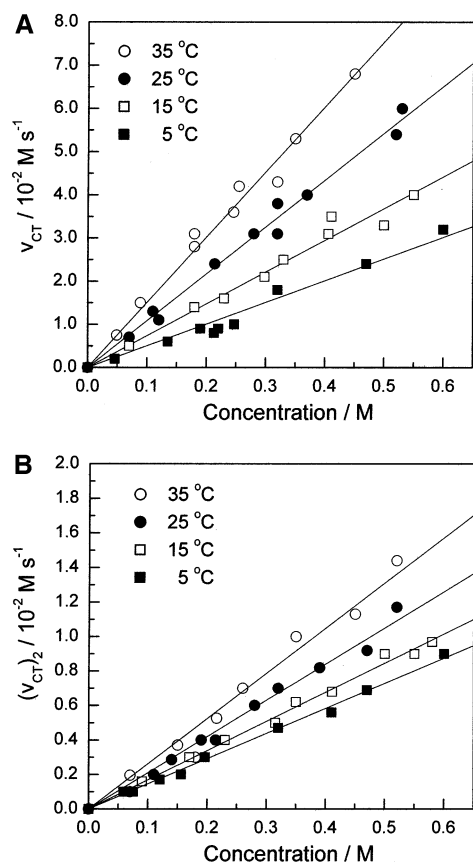 A
8.0
7.0
6.0
5.0
4.0
3.0
2.0
1.0
0.0
v_CT / 10⁻² M s⁻¹
○ 35 °C
● 25 °C
□ 15 °C
■ 5 °C
0.0 0.1 0.2 0.3 0.4 0.5 0.6
Concentration / M
B
2.0
1.8
1.6
1.4
1.2
1.0
0.8
0.6
0.4
0.2
0.0
(v_CT)₂ / 10⁻² M s⁻¹
○ 35 °C
● 25 °C
□ 15 °C
■ 5 °C
0.0 0.1 0.2 0.3 0.4 0.5 0.6
Concentration / M